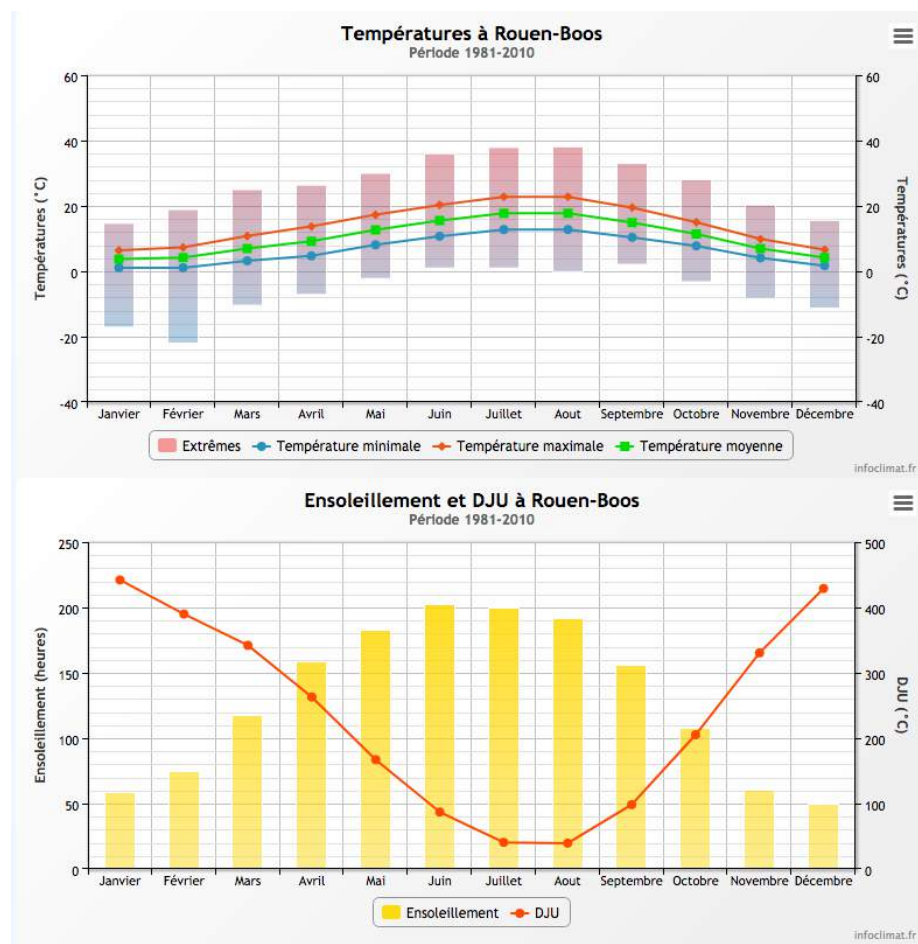 Températures à Rouen-Boos
Période 1981-2010
60
40
20
0
-20
-40
Températures (°C)
60
40
20
0
-20
-40
Températures (°C)
Janvier Février Mars Avril Mai Juin Juillet Aout Septembre Octobre Novembre Décembre
Extrêmes Température minimale Température maximale Température moyenne
infoclimat.fr
Ensoleillement et DJU à Rouen-Boos
Période 1981-2010
250
200
150
100
50
0
Ensoleillement (heures)
500
400
300
200
100
0
DJU (°C)
Janvier Février Mars Avril Mai Juin Juillet Aout Septembre Octobre Novembre Décembre
Ensoleillement DJU
infoclimat.fr